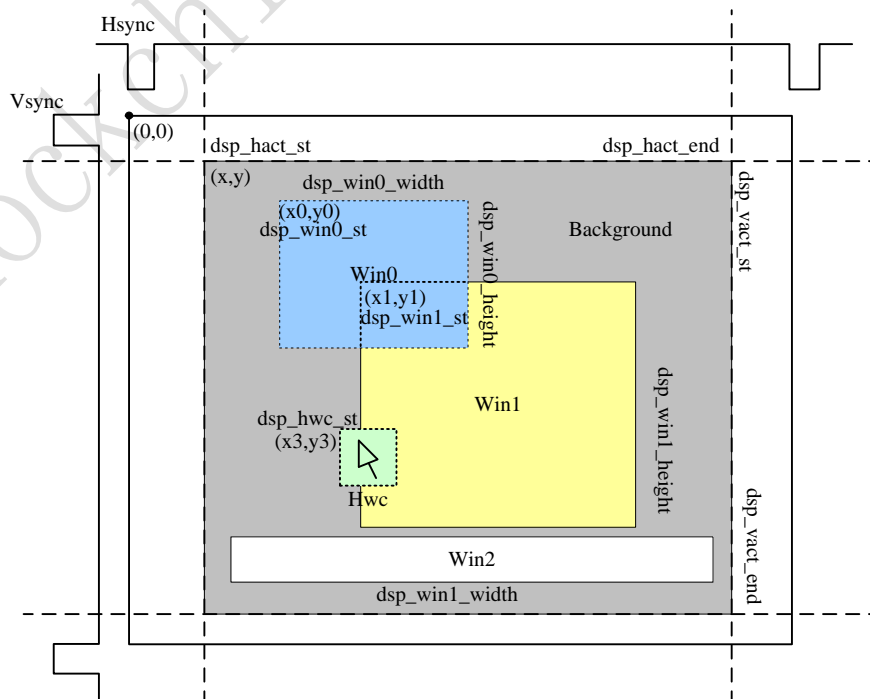 Hsync
Vsync
(0,0)
dsp_hact_st
dsp_hact_end
(x,y)
dsp_win0_width
dsp_vact_st
(x0,y0)
dsp_win0_st
dsp_win0_height
Background
Win0
(x1,y1)
dsp_win1_st
Win1
dsp_win1_height
dsp_hwc_st
(x3,y3)
Hwc
dsp_vact_end
Win2
dsp_win1_width